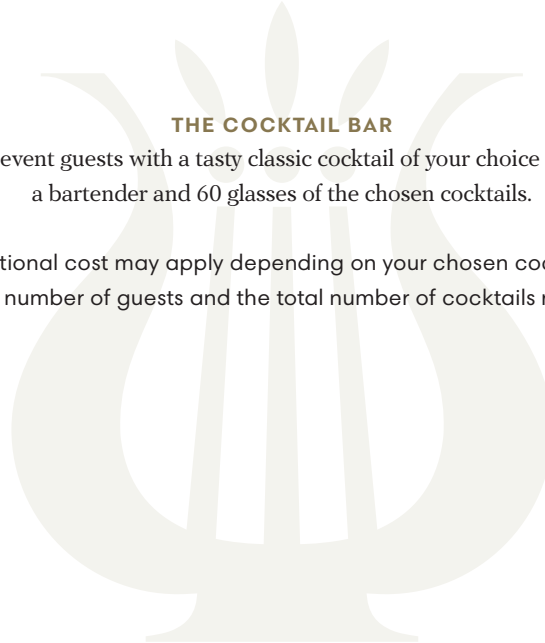 THE COCKTAIL BAR
event guests with a tasty classic cocktail of your choice
a bartender and 60 glasses of the chosen cocktails.
tional cost may apply depending on your chosen coc
number of guests and the total number of cocktails